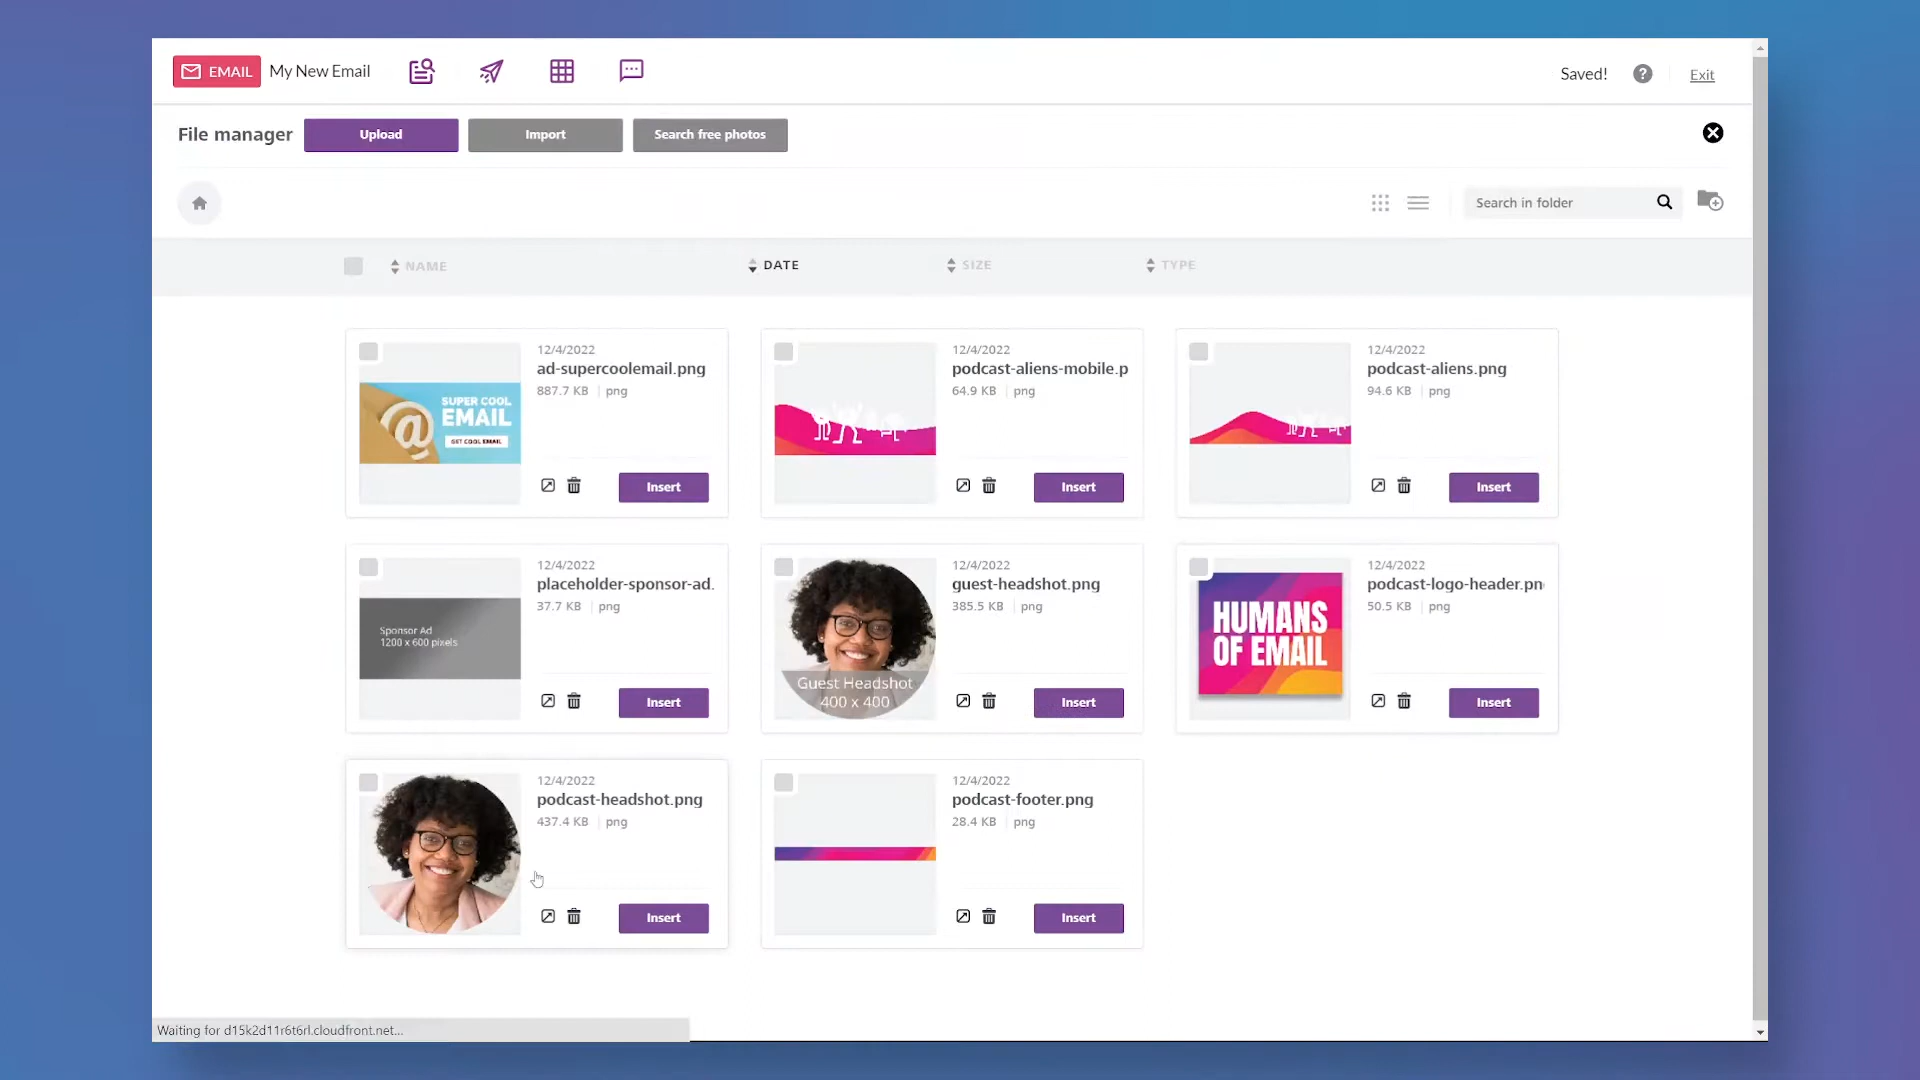 EMAIL My New Email
Saved! ? Exit
File manager Upload Import Search free photos
Search in folder
NAME DATE SIZE TYPE
12/4/2022
ad-supercoolemail.png
887.7 KB | png
SUPER COOL
EMAIL
GET COOL EMAIL
Insert
12/4/2022
podcast-aliens-mobile.p
64.9 KB | png
Insert
12/4/2022
podcast-aliens.png
94.6 KB | png
Insert
12/4/2022
placeholder-sponsor-ad.
37.7 KB | png
Sponsor Ad
1200 x 600 pixels
Insert
12/4/2022
guest-headshot.png
385.5 KB | png
Guest Headshot
400 x 400
Insert
12/4/2022
podcast-logo-header.pn
50.5 KB | png
HUMANS
OF EMAIL
Insert
12/4/2022
podcast-headshot.png
437.4 KB | png
Insert
12/4/2022
podcast-footer.png
28.4 KB | png
Insert
Waiting for d15k2d11r6t6rl.cloudfront.net...